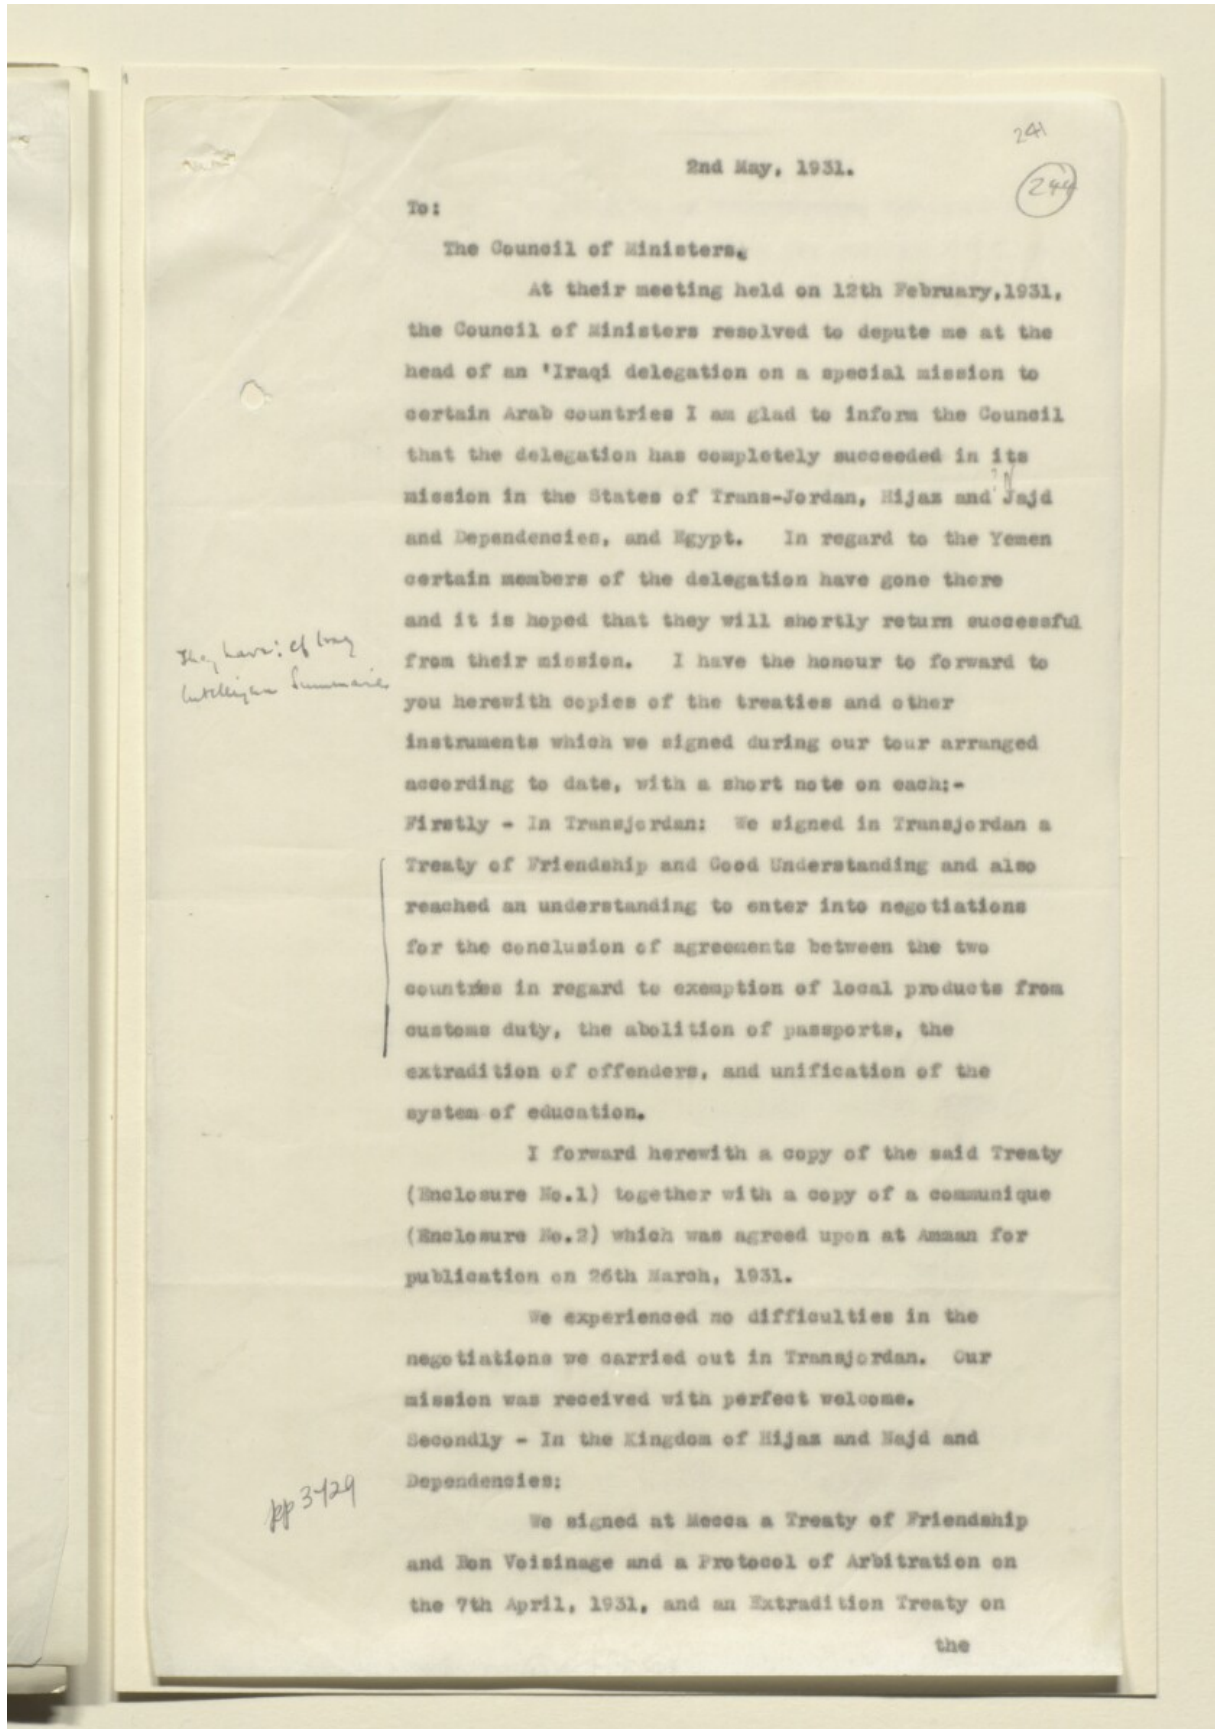 241
2nd May, 1931.
244
To:
The Council of Ministers.
At their meeting held on 12th February,1931,
the Council of Ministers resolved to depute me at the
head of an 'Iraqi delegation on a special mission to
certain Arab countries I am glad to inform the Council
that the delegation has completely succeeded in its
mission in the States of Trans-Jordan, Hijaz and Jajd
? N
and Dependencies, and Egypt. In regard to the Yemen
certain members of the delegation have gone there
and it is hoped that they will shortly return successful
They have: cf Iraq
from their mission. I have the honour to forward to
Intelligence Summaries
you herewith copies of the treaties and other
instruments which we signed during our tour arranged
according to date, with a short note on each:-
Firstly - In Transjordan: We signed in Transjordan a
Treaty of Friendship and Good Understanding and also
reached an understanding to enter into negotiations
for the conclusion of agreements between the two
countries in regard to exemption of local products from
customs duty, the abolition of passports, the
extradition of offenders, and unification of the
system of education.
I forward herewith a copy of the said Treaty
(Enclosure No.1) together with a copy of a communique
(Enclosure No.2) which was agreed upon at Amman for
publication on 26th March, 1931.
We experienced no difficulties in the
negotiations we carried out in Transjordan. Our
mission was received with perfect welcome.
Secondly - In the Kingdom of Hijaz and Najd and
Dependencies:
pp 3429
We signed at Mecca a Treaty of Friendship
and Bon Voisinage and a Protocol of Arbitration on
the 7th April, 1931, and an Extradition Treaty on
the